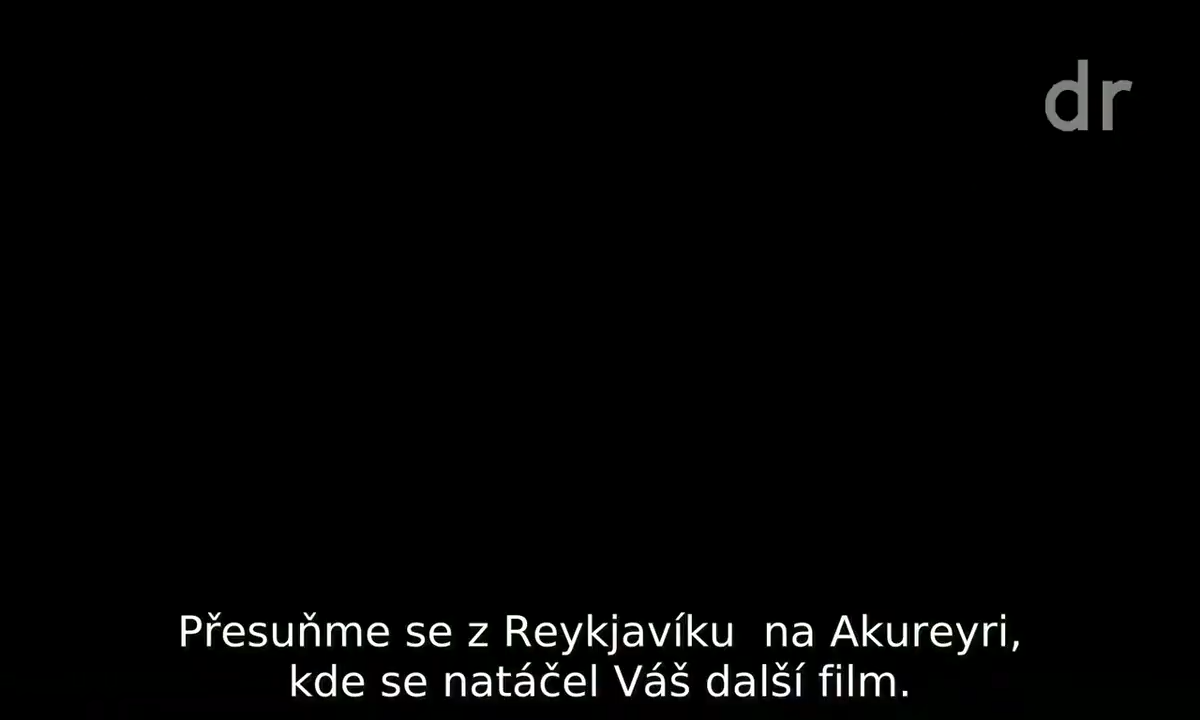 dr
Přesuňme se z Reykjavíku  na Akureyri,
kde se natáčel Váš další film.